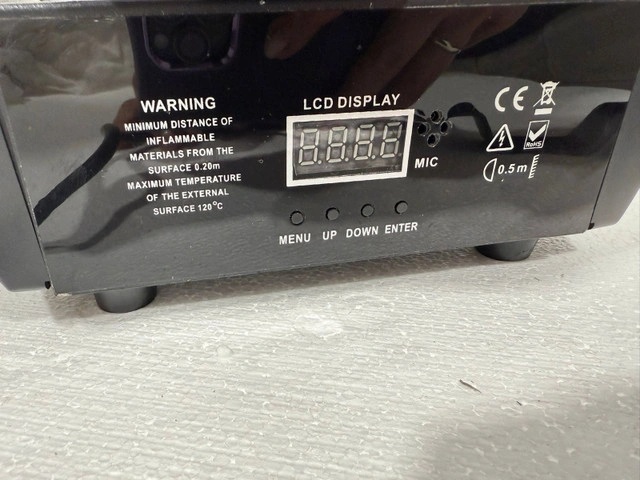 WARNING
MINIMUM DISTANCE OF
INFLAMMABLE
MATERIALS FROM THE
SURFACE 0.20m
MAXIMUM TEMPERATURE
OF THE EXTERNAL
SURFACE 120°C
LCD DISPLAY
MIC
MENU UP DOWN ENTER
CE
RoHS
0.5m